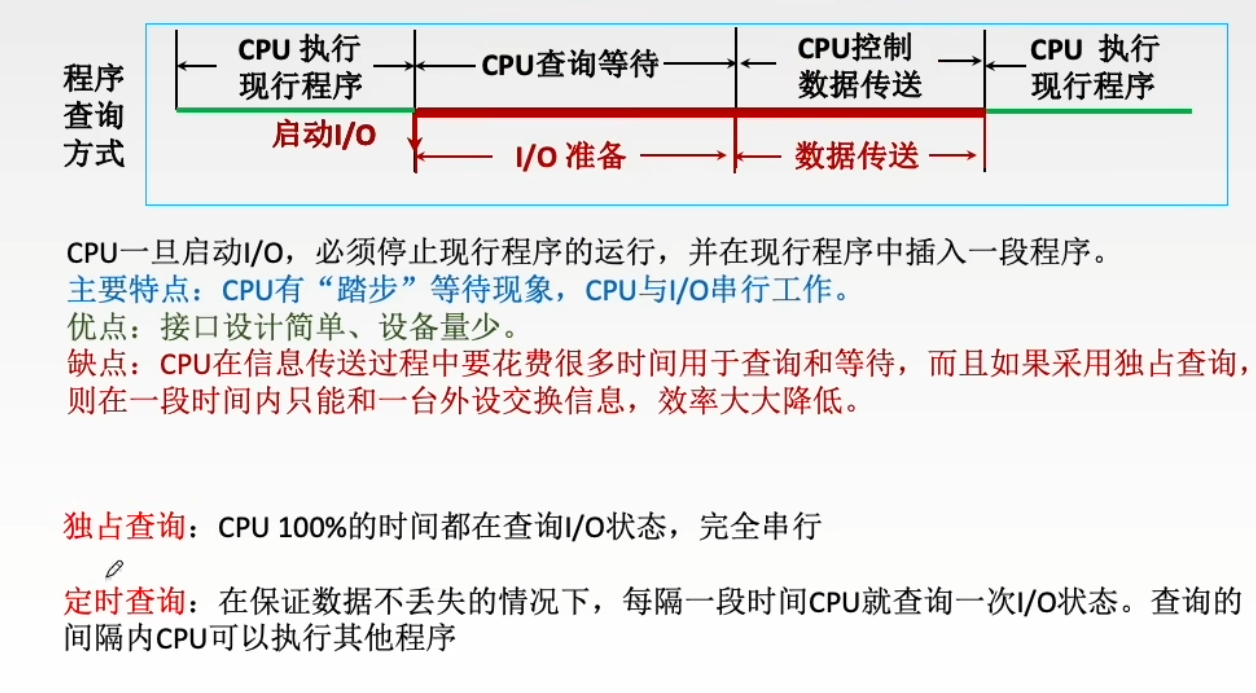 程序
查询
方式
CPU 执行
现行程序
CPU查询等待
CPU控制
数据传送
CPU 执行
现行程序
启动I/O
I/O 准备
数据传送
CPU一旦启动I/O，必须停止现行程序的运行，并在现行程序中插入一段程序。
主要特点：CPU有“踏步”等待现象，CPU与I/O串行工作。
优点：接口设计简单、设备量少。
缺点：CPU在信息传送过程中要花费很多时间用于查询和等待，而且如果采用独占查询，
则在一段时间内只能和一台外设交换信息，效率大大降低。
独占查询：CPU 100%的时间都在查询I/O状态，完全串行
定时查询：在保证数据不丢失的情况下，每隔一段时间CPU就查询一次I/O状态。查询的
间隔内CPU可以执行其他程序